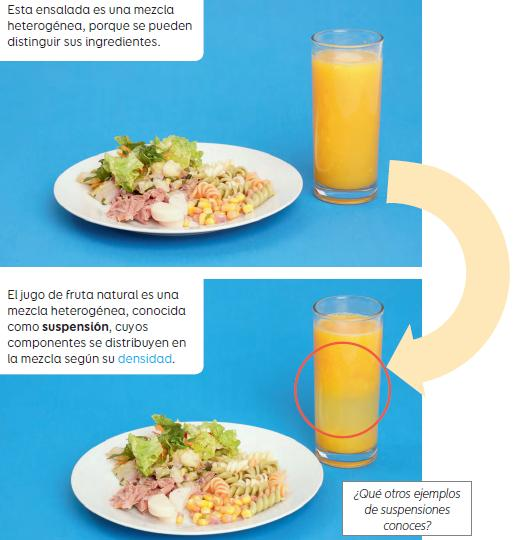 Esta ensalada es una mezcla
heterogénea, porque se pueden
distinguir sus ingredientes.
El jugo de fruta natural es una
mezcla heterogénea, conocida
como suspensión, cuyos
componentes se distribuyen en
la mezcla según su densidad.
¿Qué otros ejemplos
de suspensiones
conoces?